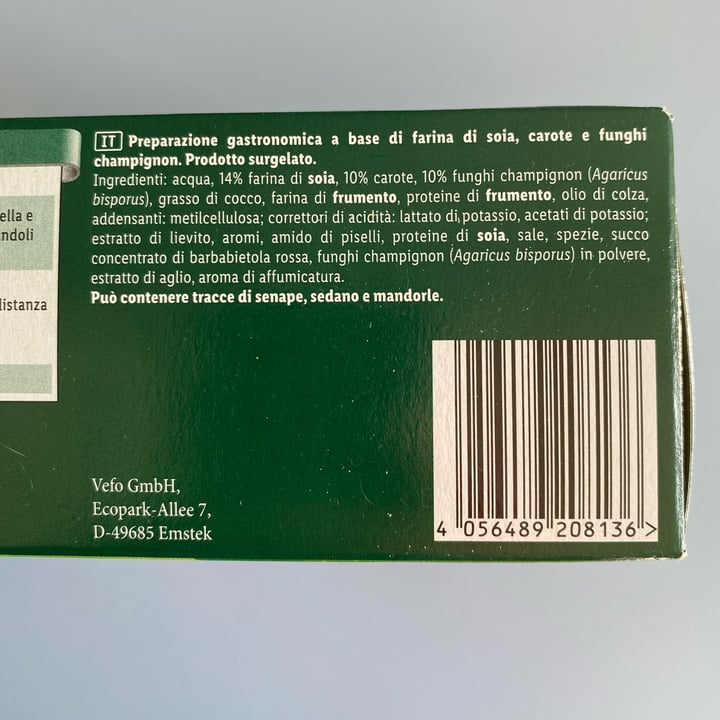 ella e
ndoli
listanza
IT Preparazione gastronomica a base di farina di soia, carote e funghi
champignon. Prodotto surgelato.
Ingredienti: acqua, 14% farina di soia, 10% carote, 10% funghi champignon (Agaricus
bisporus), grasso di cocco, farina di frumento, proteine di frumento, olio di colza,
addensanti: metilcellulosa; correttori di acidità: lattato di potassio, acetati di potassio;
estratto di lievito, aromi, amido di piselli, proteine di soia, sale, spezie, succo
concentrato di barbabietola rossa, funghi champignon (Agaricus bisporus) in polvere,
estratto di aglio, aroma di affumicatura.
Può contenere tracce di senape, sedano e mandorle.
Vefo GmbH,
Ecopark-Allee 7,
D-49685 Emstek
4 056489 208136 >